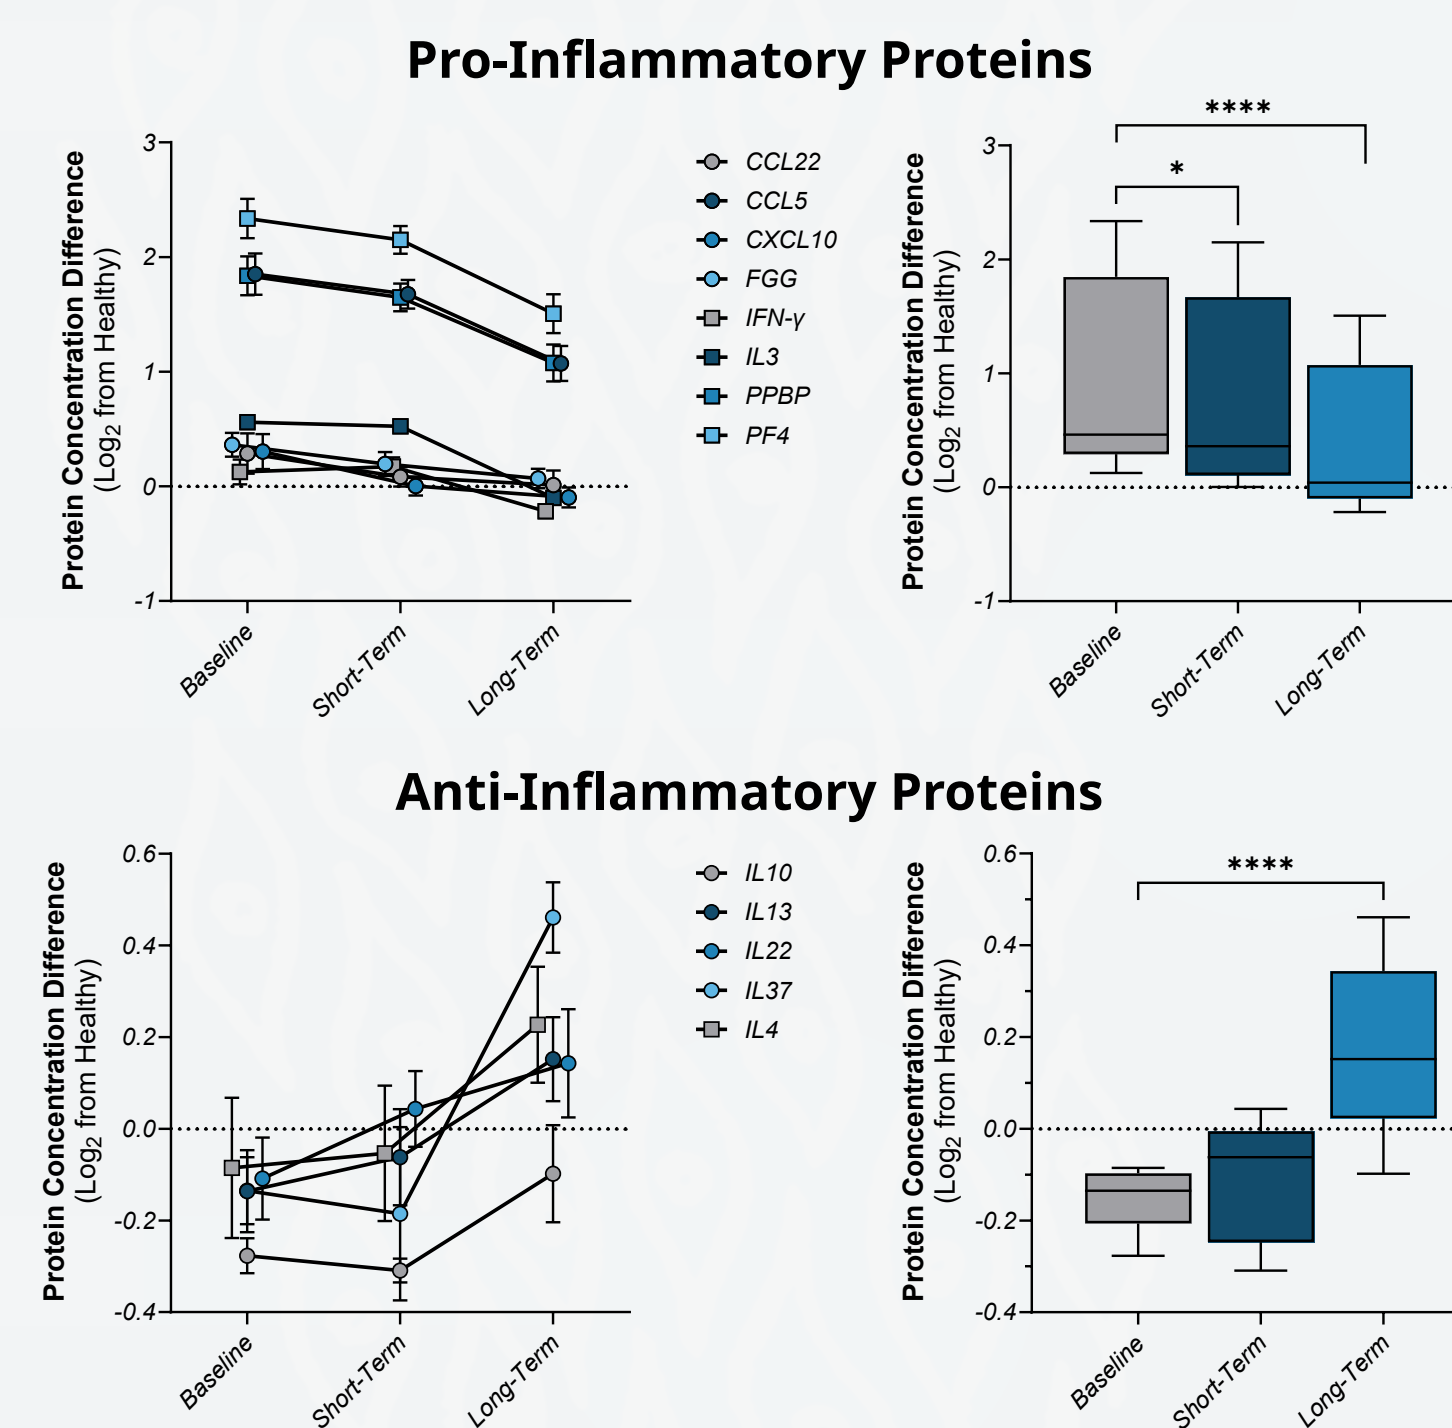 Pro-Inflammatory Proteins
Protein Concentration Difference
(Log2 from Healthy)
3
2
1
0
-1
Baseline
Short-Term
Long-Term
CCL22
CCL5
CXCL10
FGG
IFN-γ
IL3
PPBP
PF4
Protein Concentration Difference
(Log2 from Healthy)
3
2
1
0
-1
****
*
Baseline
Short-Term
Long-Term
Anti-Inflammatory Proteins
Protein Concentration Difference
(Log2 from Healthy)
0.6
0.4
0.2
0.0
-0.2
-0.4
Baseline
Short-Term
Long-Term
IL10
IL13
IL22
IL37
IL4
Protein Concentration Difference
(Log2 from Healthy)
0.6
0.4
0.2
0.0
-0.2
-0.4
****
Baseline
Short-Term
Long-Term